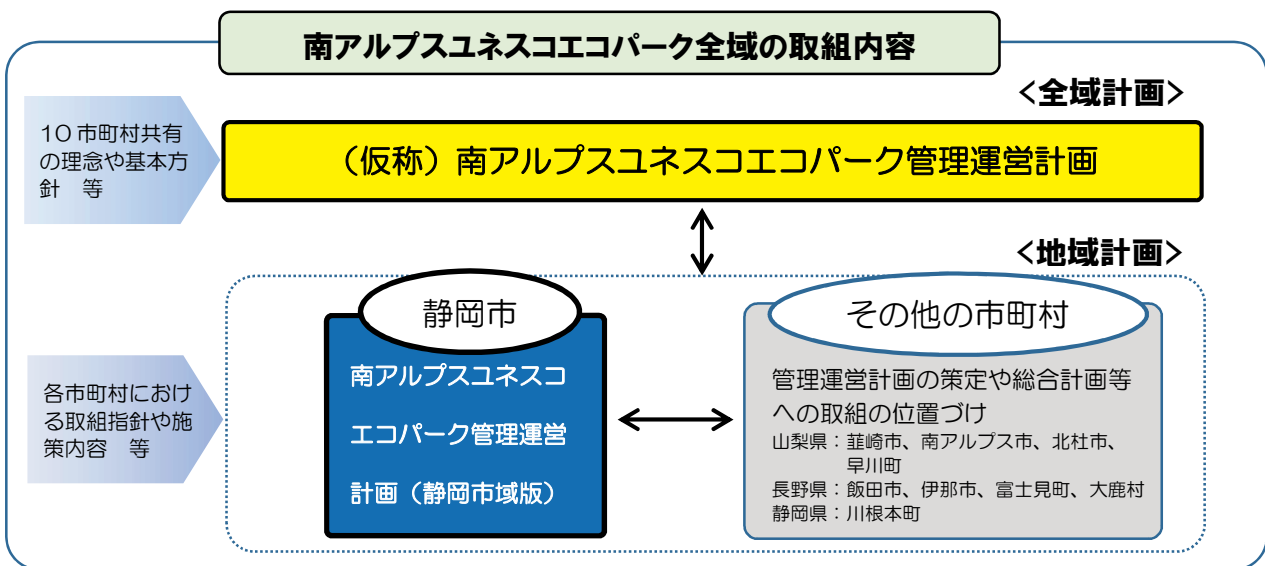 南アルプスユネスコエコパーク全域の取組内容
<全域計画>
10市町村共有
の理念や基本方
針　等
（仮称）南アルプスユネスコエコパーク管理運営計画
<地域計画>
各市町村におけ
る取組指針や施
策内容　等
静岡市
南アルプスユネスコ
エコパーク管理運営
計画（静岡市域版）
その他の市町村
管理運営計画の策定や総合計画等
への取組の位置づけ
山梨県：韮崎市、南アルプス市、北杜市、
早川町
長野県：飯田市、伊那市、富士見町、大鹿村
静岡県：川根本町